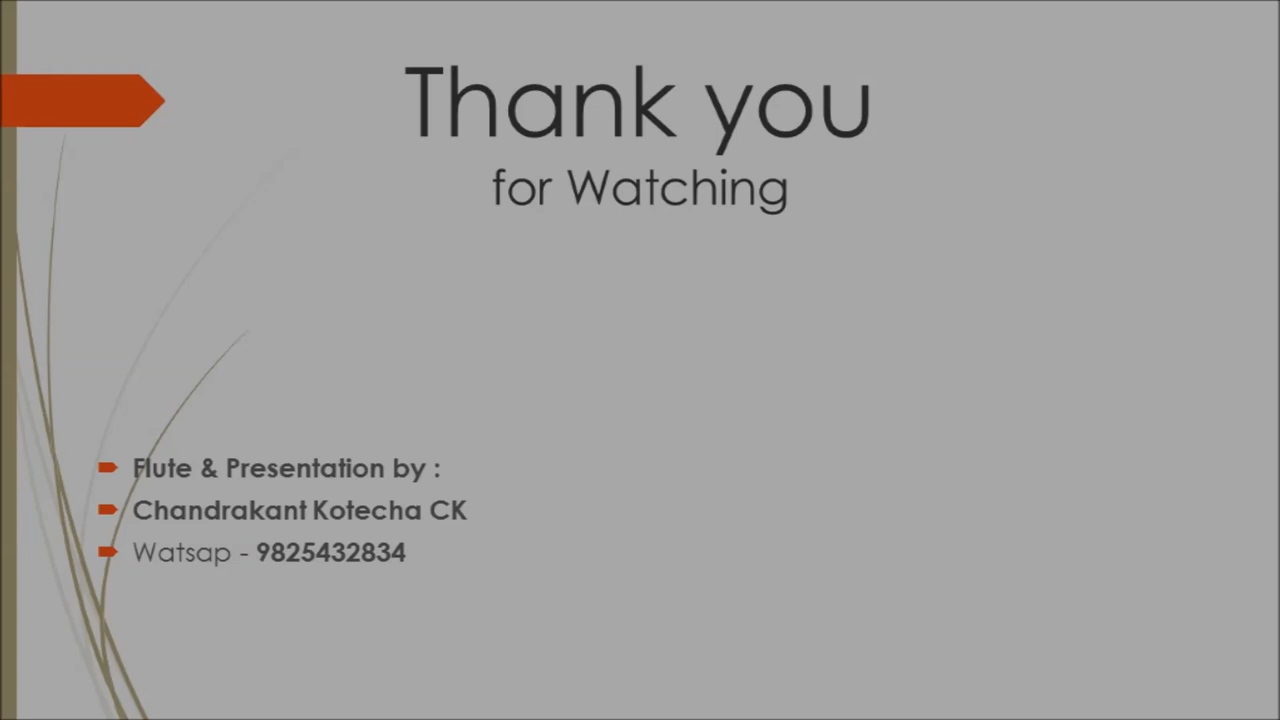 Thank you
for Watching
Flute & Presentation by :
Chandrakant Kotecha CK
Watsap - 9825432834